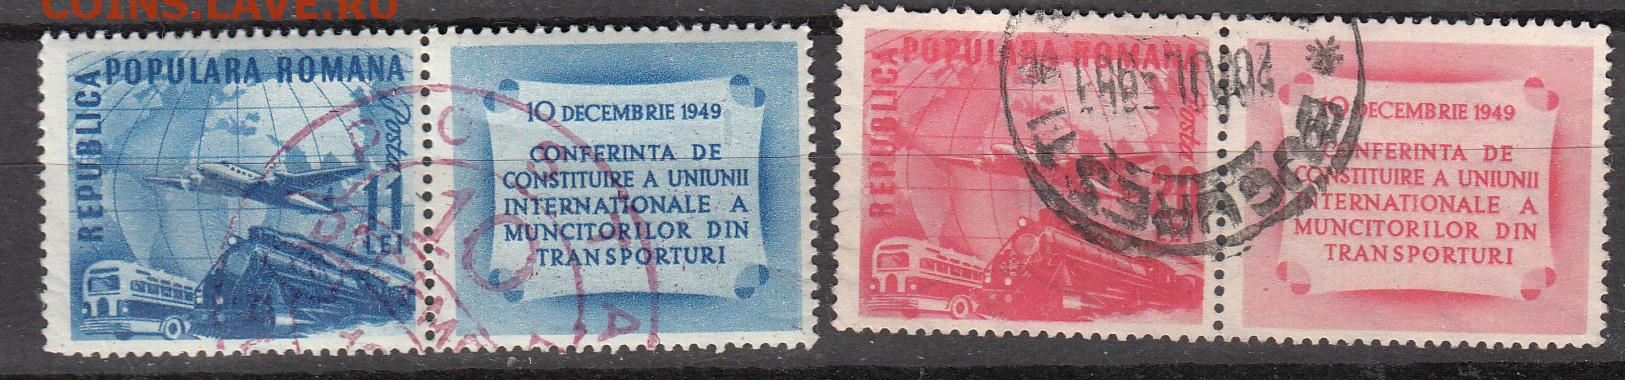 COINS.LAVE.RU
REPUBLICA
POPULARA ROMANA
Posta
11
LEI
10 DECEMBRIE 1949
CONFERINTA DE
CONSTITUIRE A UNIUNII
INTERNATIONALE A
MUNCITORILOR DIN
TRANSPORTURI
REPUBLICA
POPULARA ROMANA
Posta
20
10 DECEMBRIE 1949
CONFERINTA DE
CONSTITUIRE A UNIUNII
INTERNATIONALE A
MUNCITORILOR DIN
TRANSPORTURI